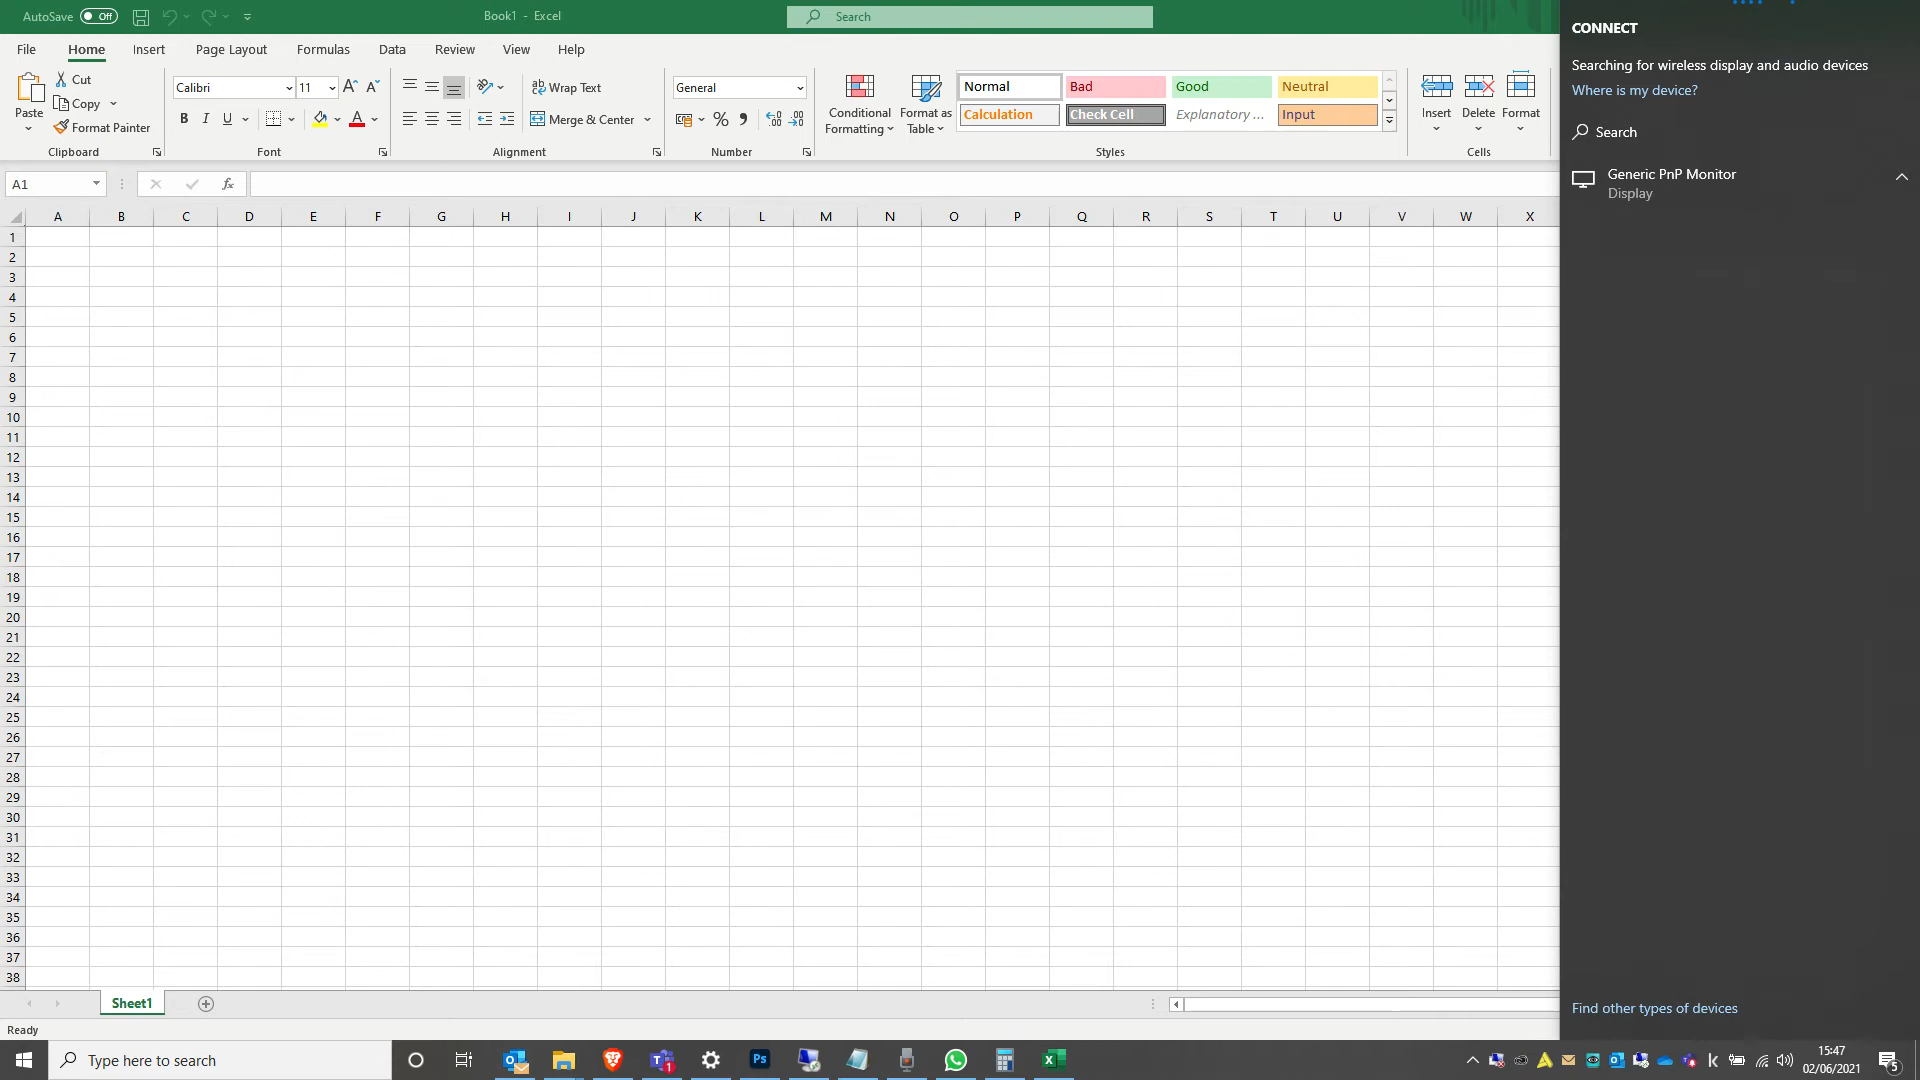 AutoSave Off
Book1 - Excel
Search
File Home Insert Page Layout Formulas Data Review View Help
Paste
Cut
Copy
Format Painter
Clipboard
Calibri 11
B I U A
Font
Wrap Text
Merge & Center
Alignment
General
Number
Conditional Formatting
Format as Table
Normal Bad Good Neutral
Calculation Check Cell Explanatory ... Input
Styles
Insert Delete Format
Cells
A1
fx
A B C D E F G H I J K L M N O P Q R S T U V W X
1
2
3
4
5
6
7
8
9
10
11
12
13
14
15
16
17
18
19
20
21
22
23
24
25
26
27
28
29
30
31
32
33
34
35
36
37
38
Sheet1
Ready
CONNECT
Searching for wireless display and audio devices
Where is my device?
Search
Generic PnP Monitor
Display
Find other types of devices
Type here to search
15:47
02/06/2021
5